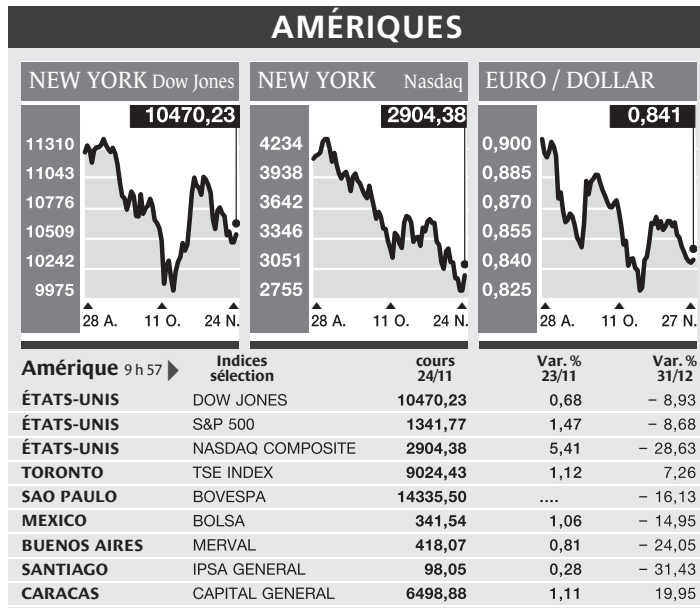 AMÉRIQUES
NEW YORK Dow Jones
10470,23
11310
11043
10776
10509
10242
9975
28 A. 11 O. 24 N.
NEW YORK Nasdaq
2904,38
4234
3938
3642
3346
3051
2755
28 A. 11 O. 24 N.
EURO / DOLLAR
0,841
0,900
0,885
0,870
0,855
0,840
0,825
28 A. 11 O. 27 N.
Amérique 9 h 57 Indices sélection cours 24/11 Var. % 23/11 Var. % 31/12
ÉTATS-UNIS DOW JONES 10470,23 0,68 – 8,93
ÉTATS-UNIS S&P 500 1341,77 1,47 – 8,68
ÉTATS-UNIS NASDAQ COMPOSITE 2904,38 5,41 – 28,63
TORONTO TSE INDEX 9024,43 1,12 7,26
SAO PAULO BOVESPA 14335,50 .... – 16,13
MEXICO BOLSA 341,54 1,06 – 14,95
BUENOS AIRES MERVAL 418,07 0,81 – 24,05
SANTIAGO IPSA GENERAL 98,05 0,28 – 31,43
CARACAS CAPITAL GENERAL 6498,88 1,11 19,95